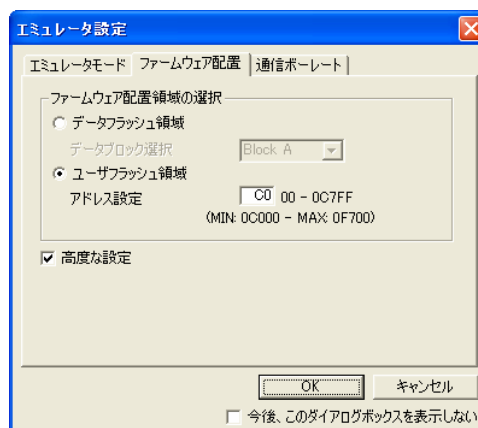 エミュレータ設定
エミュレータモード ファームウェア配置 通信ボーレート
ファームウェア配置領域の選択
データフラッシュ領域
データブロック選択 Block A
ユーザフラッシュ領域
アドレス設定 C0 00 - 0C7FF
(MIN: 0C000 - MAX: 0F700)
高度な設定
OK キャンセル
今後、このダイアログボックスを表示しない